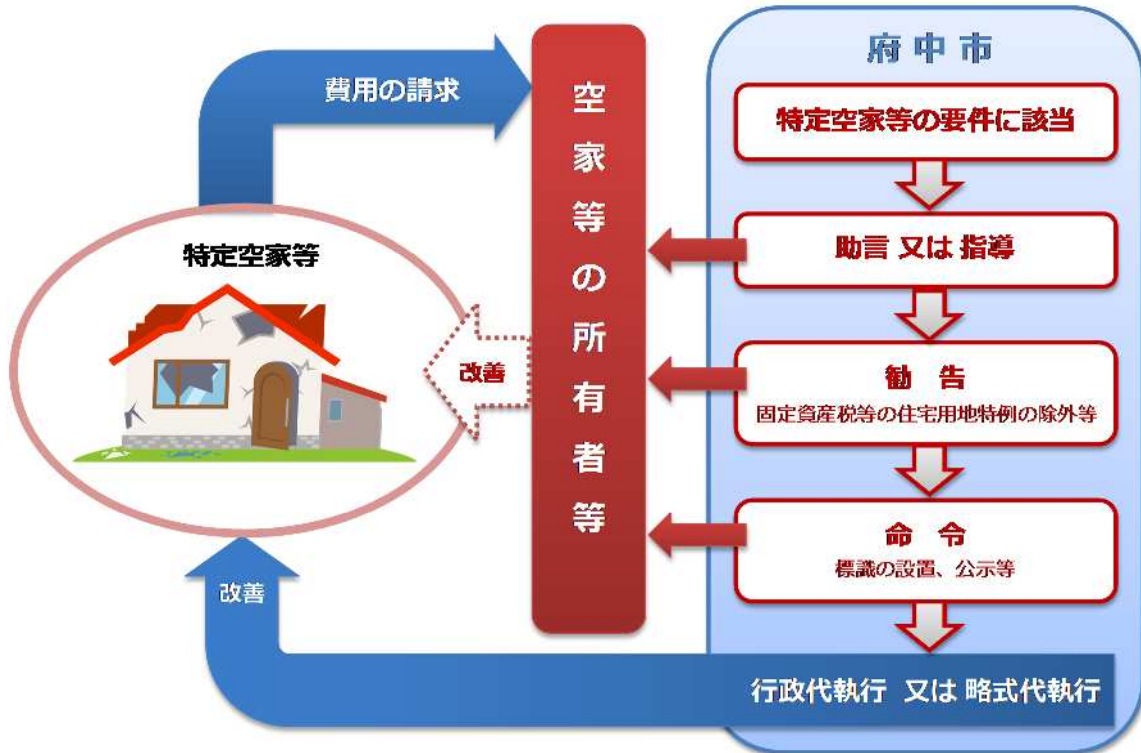 府中市
特定空家等の要件に該当
助言 又は 指導
勧 告
固定資産税等の住宅用地特例の除外等
命 令
標識の設置、公示等
行政代執行 又は 略式代執行
空家等の所有者等
費用の請求
特定空家等
改善
改善